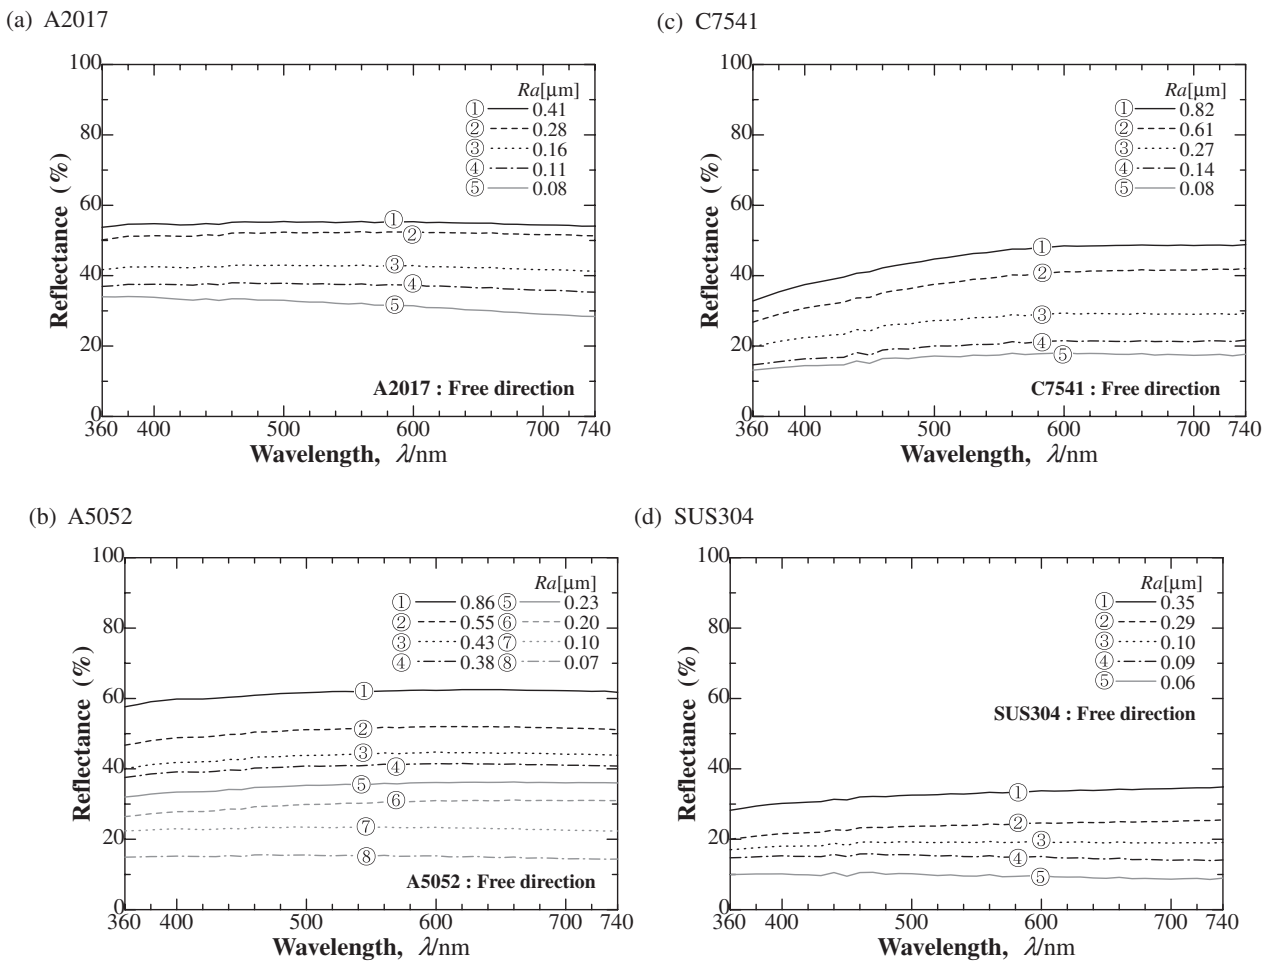 (a) A2017
100
80
60
40
20
0
360 400 500 600 700 740
Reflectance (%)
Wavelength, λ/nm
Ra[μm]
① 0.41
② 0.28
③ 0.16
④ 0.11
⑤ 0.08
①
②
③
④
⑤
A2017 : Free direction
(c) C7541
100
80
60
40
20
0
360 400 500 600 700 740
Reflectance (%)
Wavelength, λ/nm
Ra[μm]
① 0.82
② 0.61
③ 0.27
④ 0.14
⑤ 0.08
①
②
③
④
⑤
C7541 : Free direction
(b) A5052
100
80
60
40
20
0
360 400 500 600 700 740
Reflectance (%)
Wavelength, λ/nm
Ra[μm]
① 0.86 ⑤ 0.23
② 0.55 ⑥ 0.20
③ 0.43 ⑦ 0.10
④ 0.38 ⑧ 0.07
①
②
③
④
⑤
⑥
⑦
⑧
A5052 : Free direction
(d) SUS304
100
80
60
40
20
0
360 400 500 600 700 740
Reflectance (%)
Wavelength, λ/nm
Ra[μm]
① 0.35
② 0.29
③ 0.10
④ 0.09
⑤ 0.06
SUS304 : Free direction
①
②
③
④
⑤